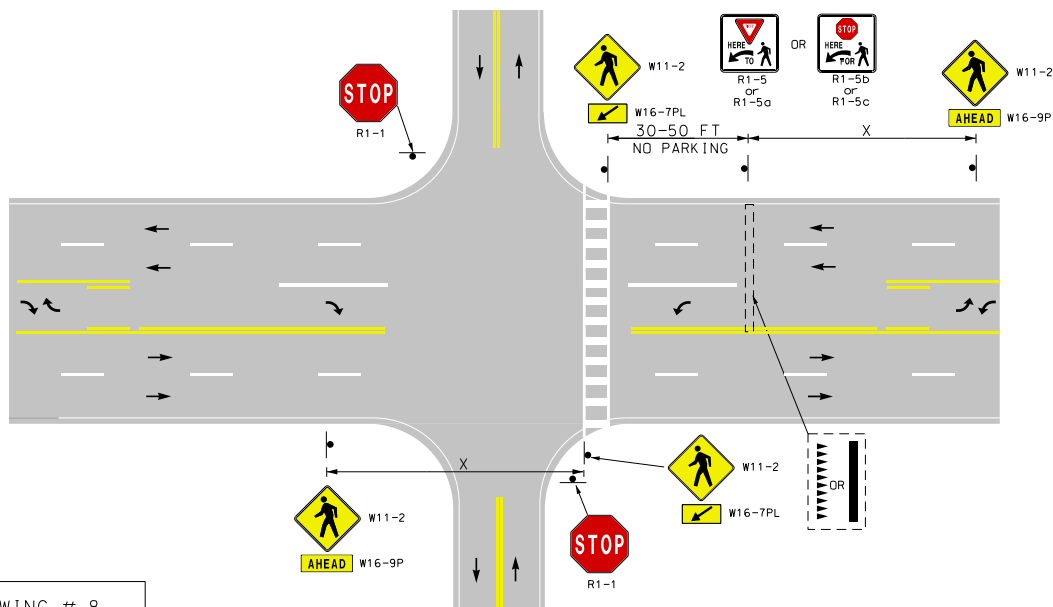 STOP
R1-1
W11-2
W16-7PL
HERE
TO
R1-5
or
R1-5a
OR
STOP
HERE
FOR
R1-5b
or
R1-5c
W11-2
AHEAD
W16-9P
30-50 FT
NO PARKING
X
X
W11-2
AHEAD
W16-9P
STOP
R1-1
W11-2
W16-7PL
OR
WING # 8